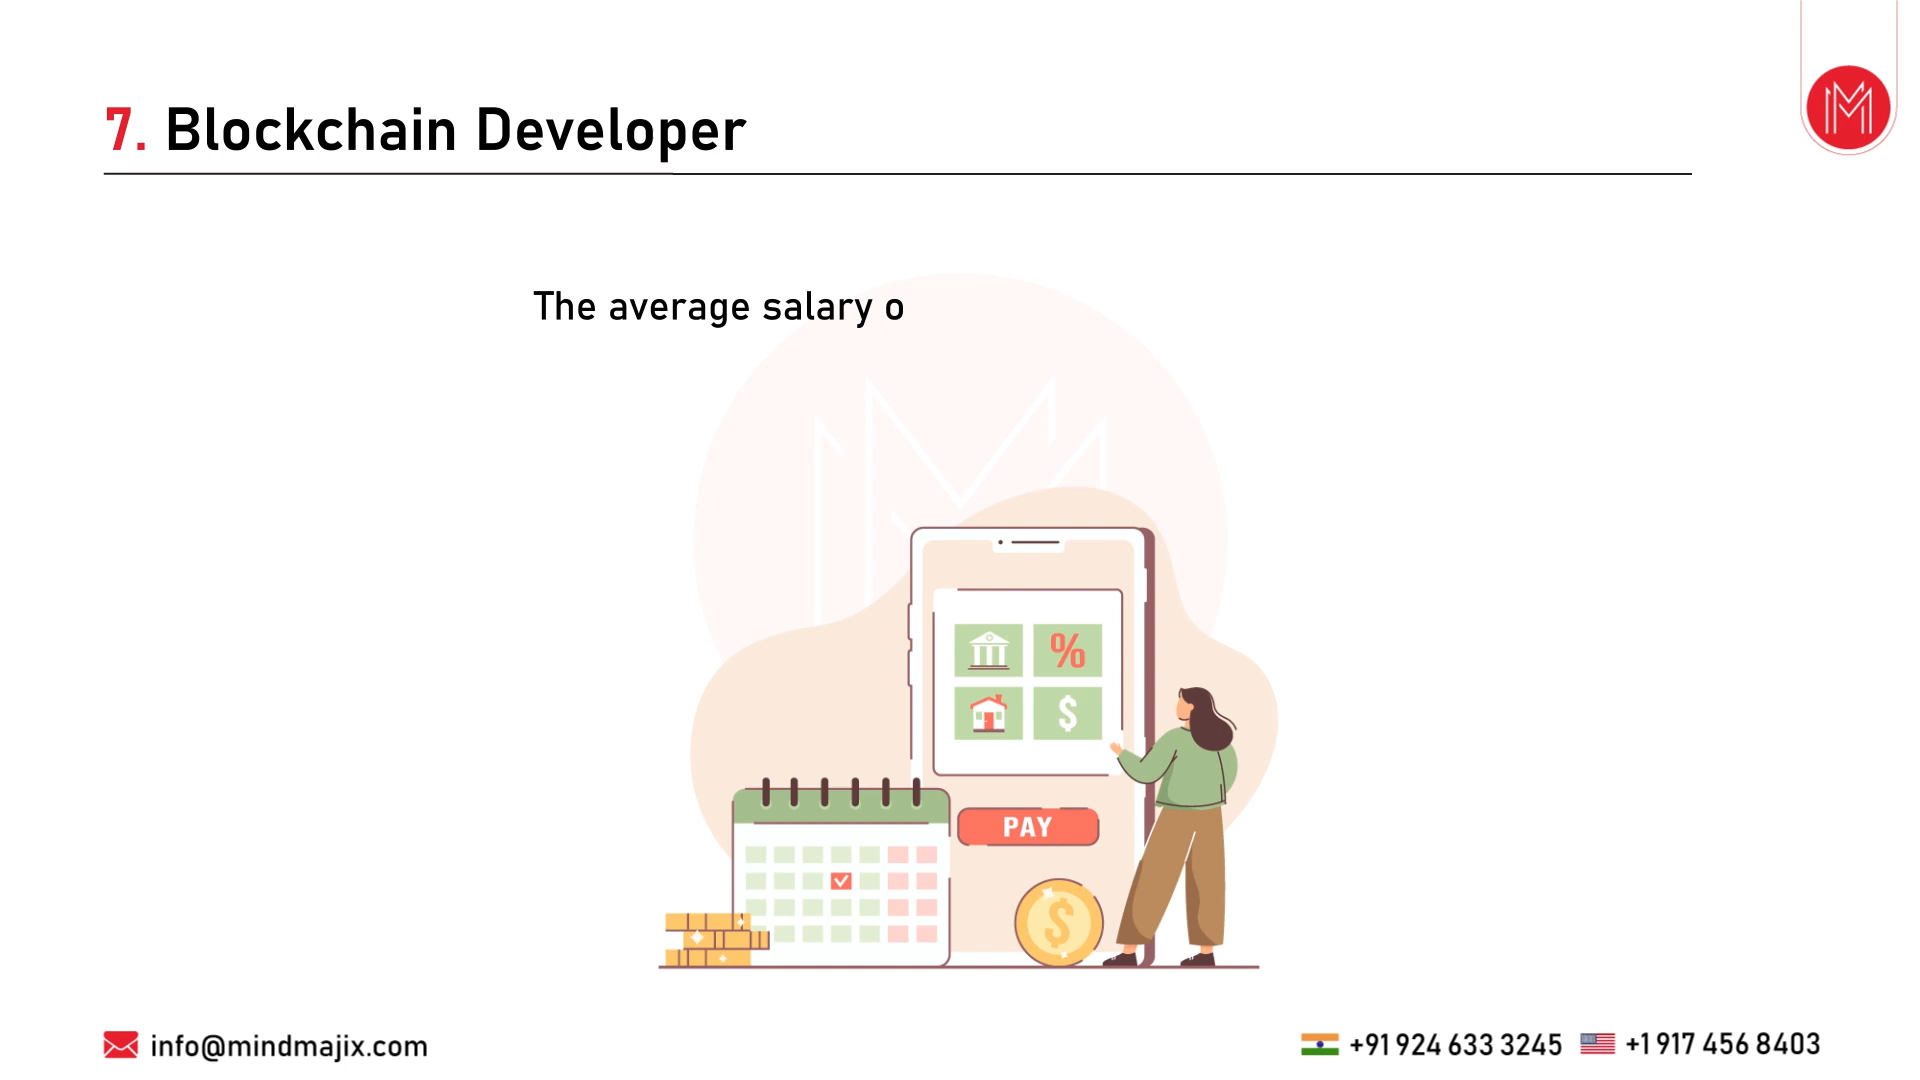 7. Blockchain Developer
The average salary o
%
$
PAY
$
info@mindmajix.com
+91 924 633 3245
+1 917 456 8403